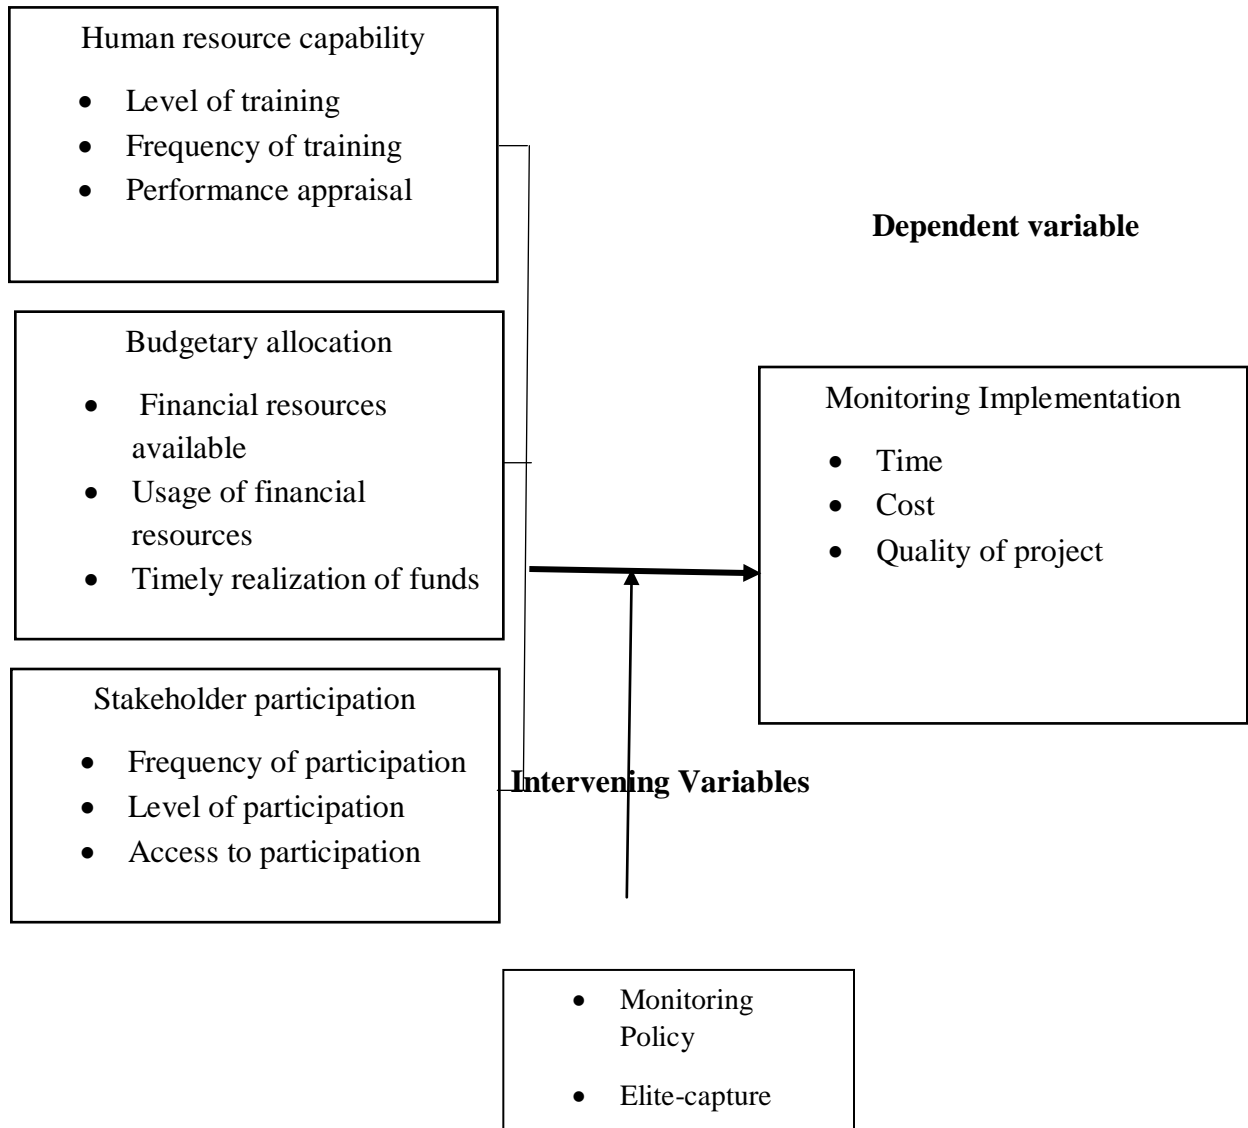 Human resource capability
• Level of training
• Frequency of training
• Performance appraisal
Dependent variable
Budgetary allocation
• Financial resources
available
• Usage of financial
resources
• Timely realization of funds
Monitoring Implementation
• Time
• Cost
• Quality of project
Stakeholder participation
• Frequency of participation
• Level of participation
• Access to participation
Intervening Variables
• Monitoring
Policy
• Elite-capture